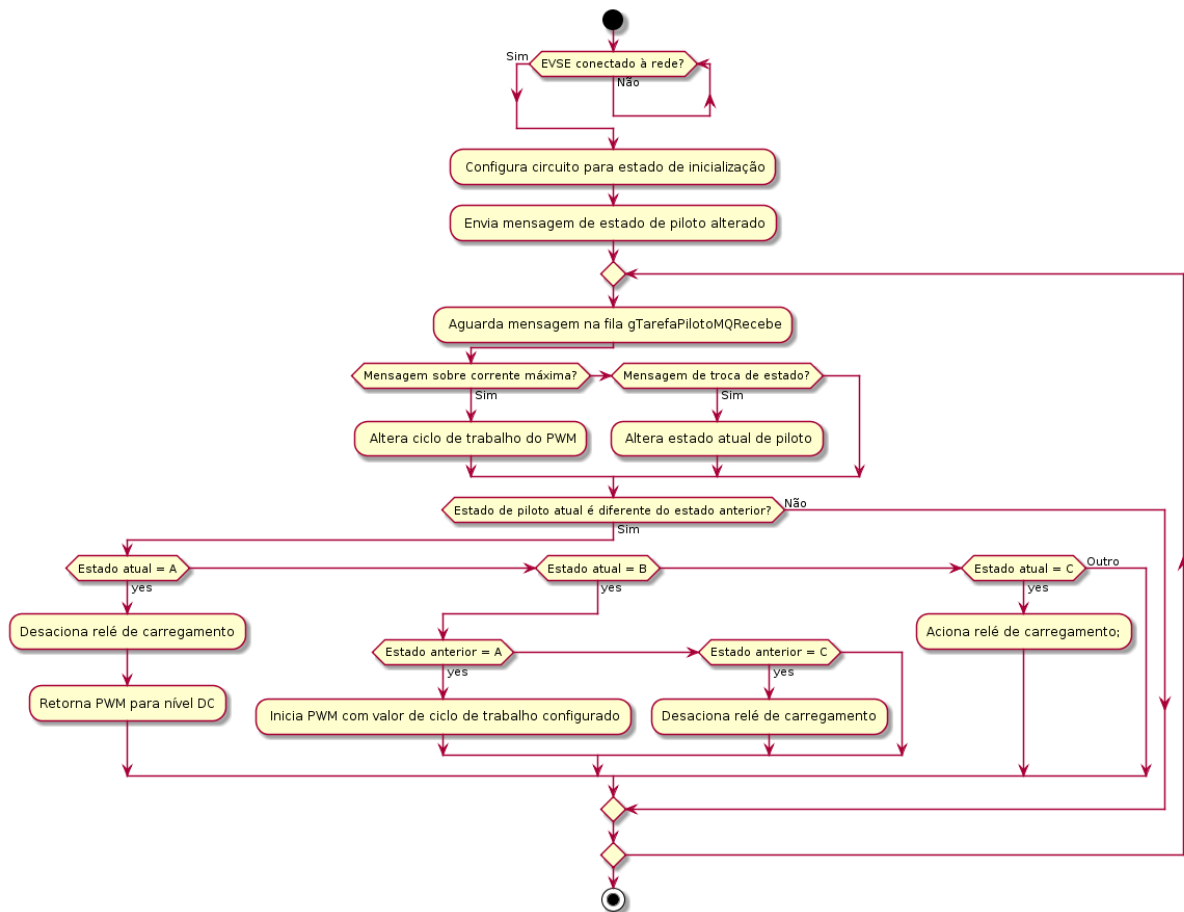 EVSE conectado à rede?
Sim
Não
Configura circuito para estado de inicialização
Envia mensagem de estado de piloto alterado
Aguarda mensagem na fila gTarefaPilotoMQRecebe
Mensagem sobre corrente máxima?
Mensagem de troca de estado?
Sim
Sim
Altera ciclo de trabalho do PWM
Altera estado atual de piloto
Estado de piloto atual é diferente do estado anterior?
Não
Sim
Estado atual = A
Estado atual = B
Estado atual = C
Outro
yes
yes
yes
Desaciona relé de carregamento
Aciona relé de carregamento;
Estado anterior = A
Estado anterior = C
yes
yes
Retorna PWM para nível DC
Inicia PWM com valor de ciclo de trabalho configurado
Desaciona relé de carregamento